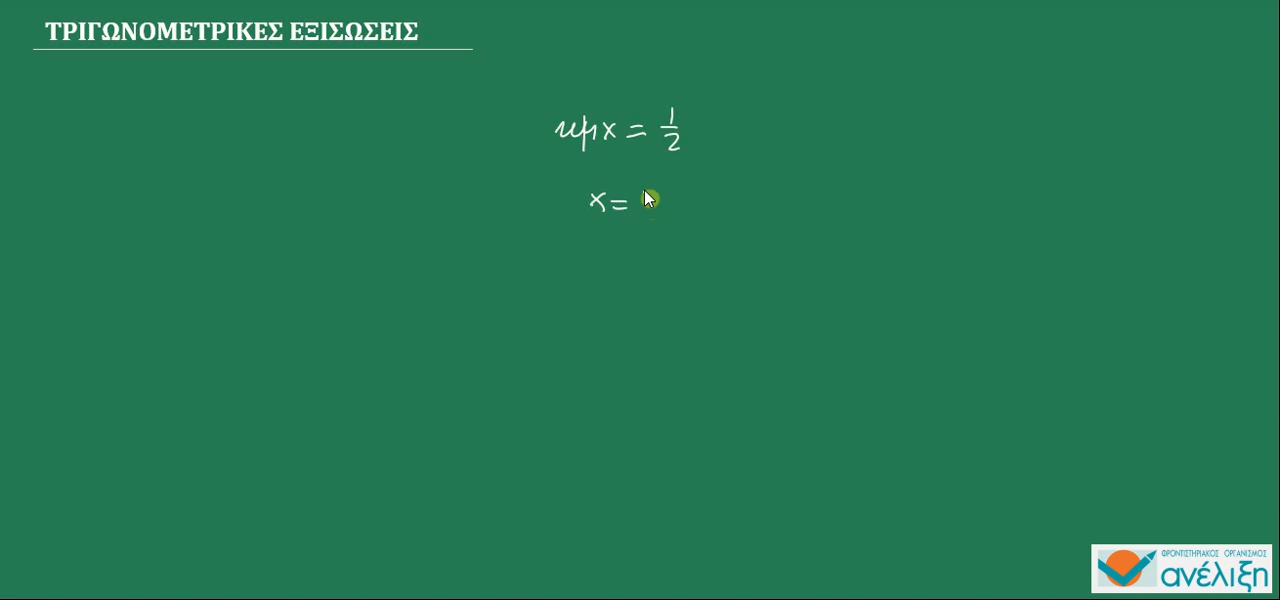 ΤΡΙΓΩΝΟΜΕΤΡΙΚΕΣ ΕΞΙΣΩΣΕΙΣ
ημx = 1/2
x =
ΦΡΟΝΤΙΣΤΗΡΙΑΚΟΣ ΟΡΓΑΝΙΣΜΟΣ
ανέλιξη